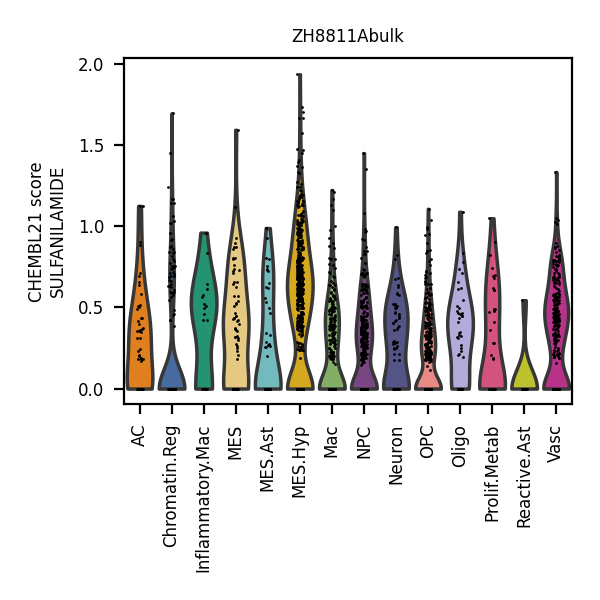 ZH8811Abulk
CHEMBL21 score
SULFANILAMIDE
2.0
1.5
1.0
0.5
0.0
AC
Chromatin.Reg
Inflammatory.Mac
MES
MES.Ast
MES.Hyp
Mac
NPC
Neuron
OPC
Oligo
Prolif.Metab
Reactive.Ast
Vasc